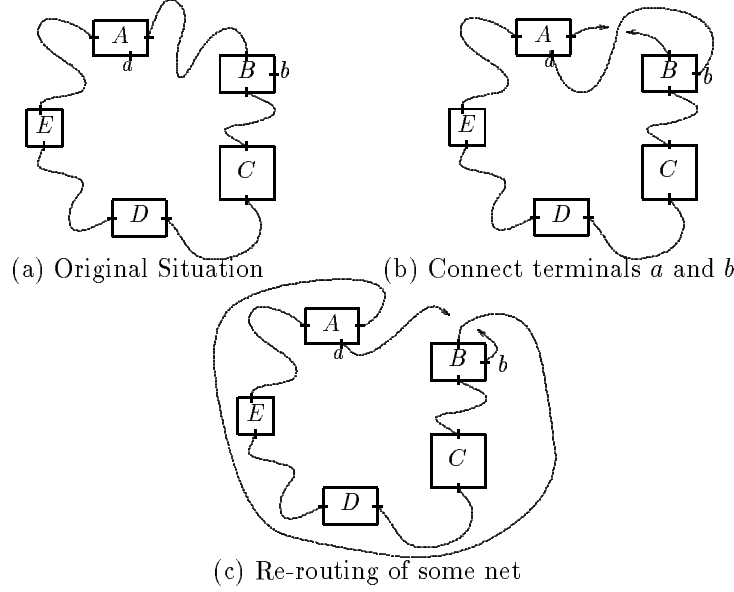 A
d
B
b
E
C
D
A
d
B
b
E
C
D
(a) Original Situation
(b) Connect terminals a and b
A
d
B
b
E
C
D
(c) Re-routing of some net